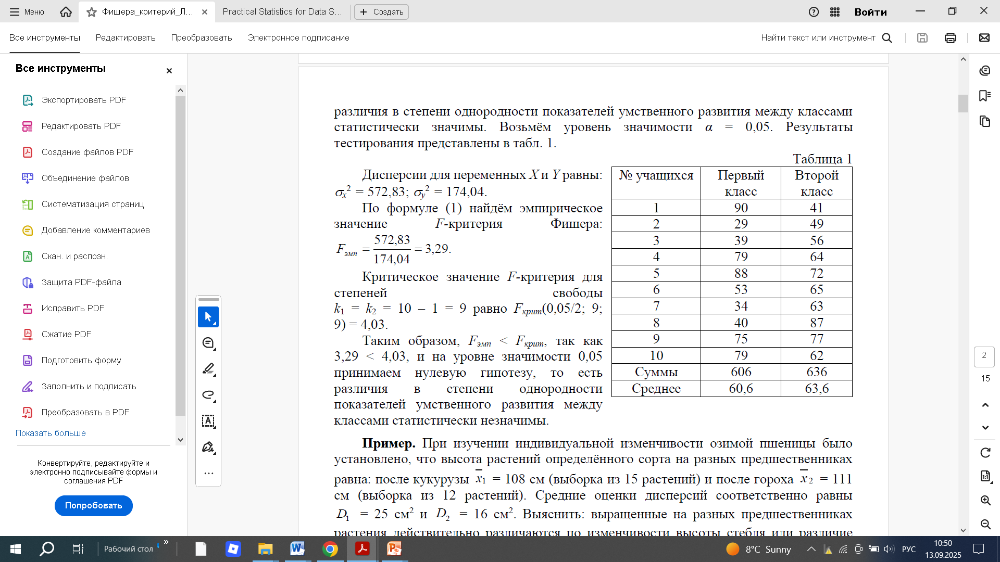 Меню
Фишера_критерий_Л...
Practical Statistics for Data S...
Создать
Войти
Все инструменты
Редактировать
Преобразовать
Электронное подписание
Найти текст или инструмент
Все инструменты
Экспортировать PDF
Редактировать PDF
Создание файлов PDF
Объединение файлов
Систематизация страниц
Добавление комментариев
Скан. и распозн.
Защита PDF-файла
Исправить PDF
Сжатие PDF
Подготовить форму
Заполнить и подписать
Преобразовать в PDF
Показать больше
Конвертируйте, редактируйте и
электронно подписывайте формы и
соглашения PDF
Попробовать
различия в степени однородности показателей умственного развития между классами
статистически значимы. Возьмём уровень значимости α = 0,05. Результаты
тестирования представлены в табл. 1.
Таблица 1
Дисперсии для переменных X и Y равны:
σx² = 572,83; σy² = 174,04.
По формуле (1) найдём эмпирическое
значение F-критерия Фишера:
Fэмп = 572,83 / 174,04 = 3,29.
Критическое значение F-критерия для
степеней свободы
k1 = k2 = 10 – 1 = 9 равно Fкрит(0,05/2; 9;
9) = 4,03.
Таким образом, Fэмп < Fкрит, так как
3,29 < 4,03, и на уровне значимости 0,05
принимаем нулевую гипотезу, то есть
различия в степени однородности
показателей умственного развития между
классами статистически незначимы.
№ учащихся Первый класс Второй класс
1 90 41
2 29 49
3 39 56
4 79 64
5 88 72
6 53 65
7 34 63
8 40 87
9 75 77
10 79 62
Суммы 606 636
Среднее 60,6 63,6
Пример. При изучении индивидуальной изменчивости озимой пшеницы было
установлено, что высота растений определённого сорта на разных предшественниках
равна: после кукурузы x̅1 = 108 см (выборка из 15 растений) и после гороха x̅2 = 111
см (выборка из 12 растений). Средние оценки дисперсий соответственно равны
D1 = 25 см² и D2 = 16 см². Выяснить: выращенные на разных предшественниках
растения действительно различаются по изменчивости высоты стебля или различие
2
15
1:1
Рабочий стол
»
8°C Sunny
РУС
10:50
13.09.2025